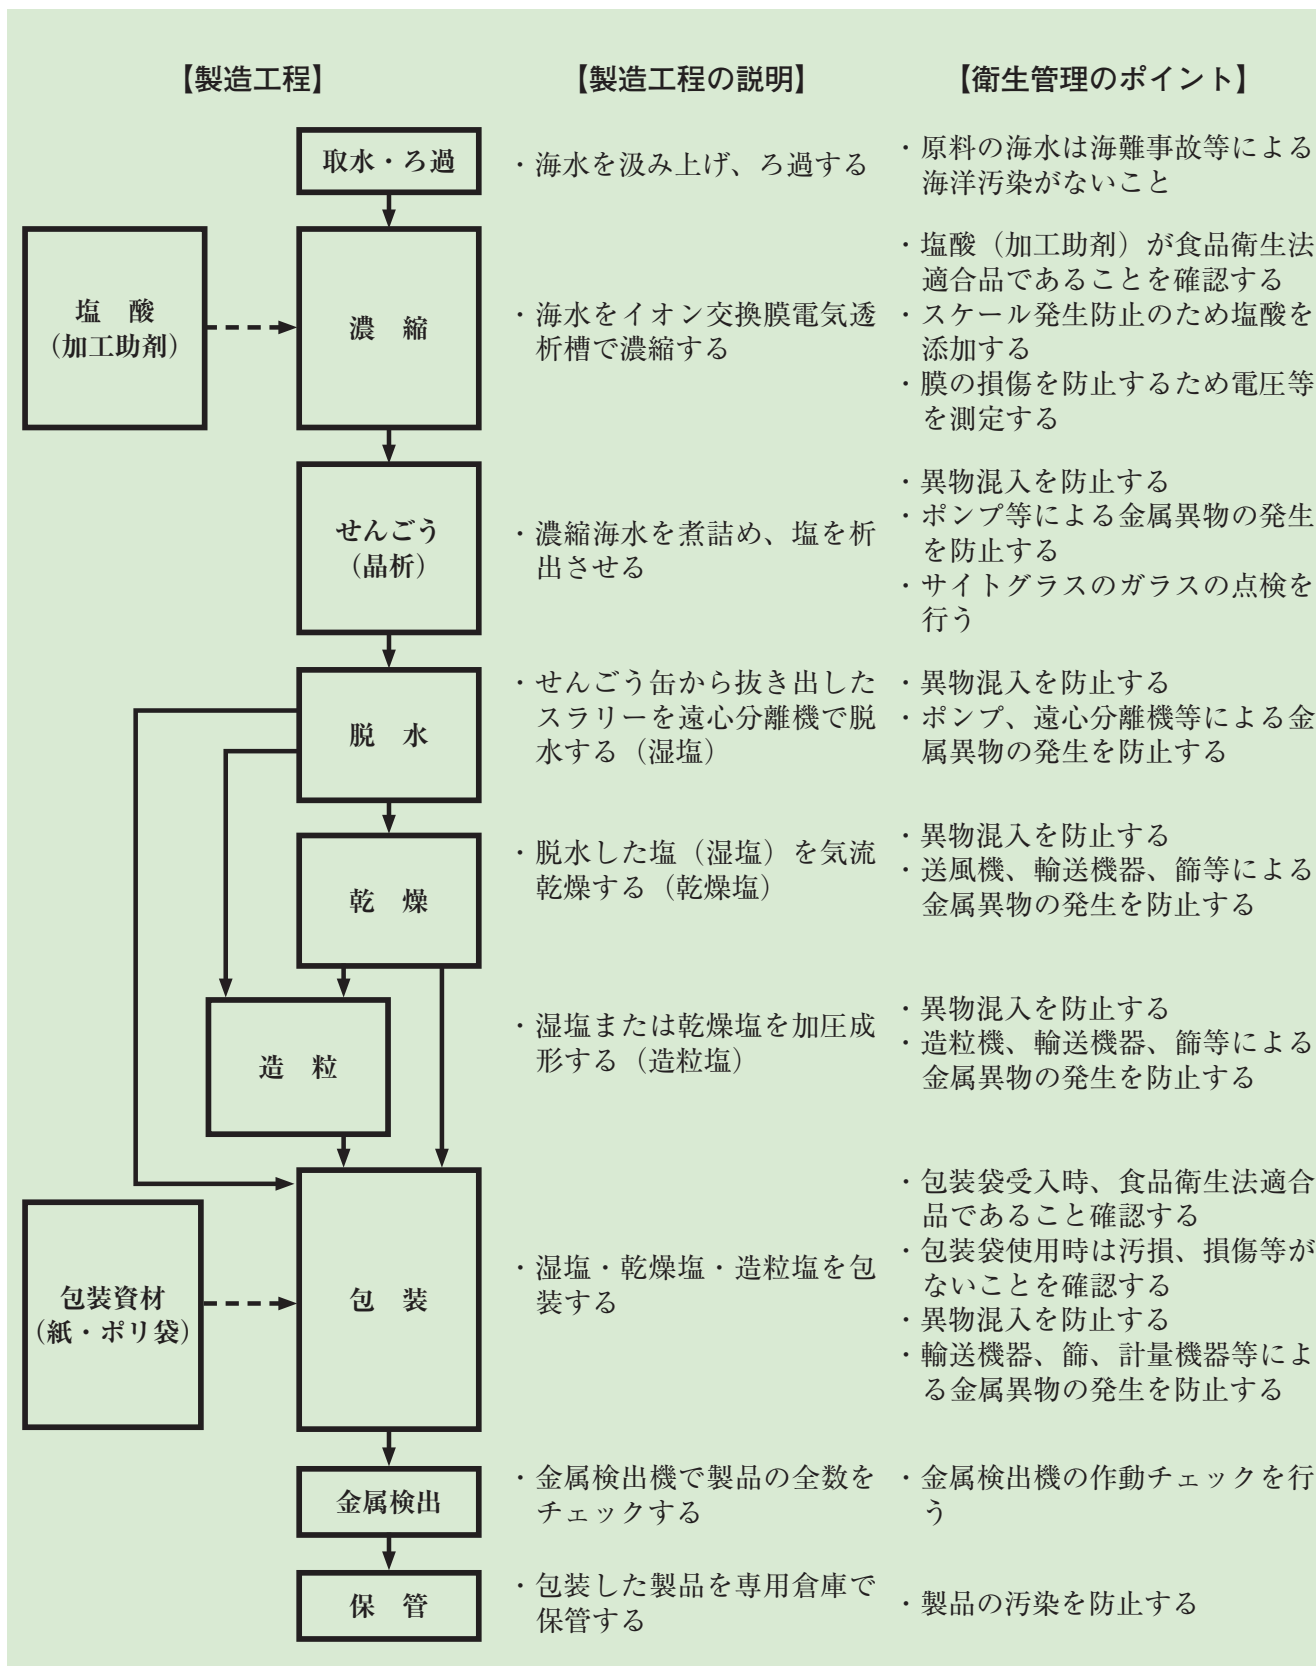 【製造工程】
【製造工程の説明】
【衛生管理のポイント】
取水・ろ過
・海水を汲み上げ、ろ過する
・原料の海水は海難事故等による
海洋汚染がないこと
塩　酸
（加工助剤）
濃　縮
・海水をイオン交換膜電気透
析槽で濃縮する
・塩酸（加工助剤）が食品衛生法
適合品であることを確認する
・スケール発生防止のため塩酸を
添加する
・膜の損傷を防止するため電圧等
を測定する
せんごう
（晶析）
・濃縮海水を煮詰め、塩を析
出させる
・異物混入を防止する
・ポンプ等による金属異物の発生
を防止する
・サイトグラスのガラスの点検を
行う
脱　水
・せんごう缶から抜き出した
スラリーを遠心分離機で脱
水する（湿塩）
・異物混入を防止する
・ポンプ、遠心分離機等による金
属異物の発生を防止する
乾　燥
・脱水した塩（湿塩）を気流
乾燥する（乾燥塩）
・異物混入を防止する
・送風機、輸送機器、篩等による
金属異物の発生を防止する
造　粒
・湿塩または乾燥塩を加圧成
形する（造粒塩）
・異物混入を防止する
・造粒機、輸送機器、篩等による
金属異物の発生を防止する
包装資材
（紙・ポリ袋）
包　装
・湿塩・乾燥塩・造粒塩を包
装する
・包装袋受入時、食品衛生法適合
品であること確認する
・包装袋使用時は汚損、損傷等が
ないことを確認する
・異物混入を防止する
・輸送機器、篩、計量機器等によ
る金属異物の発生を防止する
金属検出
・金属検出機で製品の全数を
チェックする
・金属検出機の作動チェックを行
う
保　管
・包装した製品を専用倉庫で
保管する
・製品の汚染を防止する